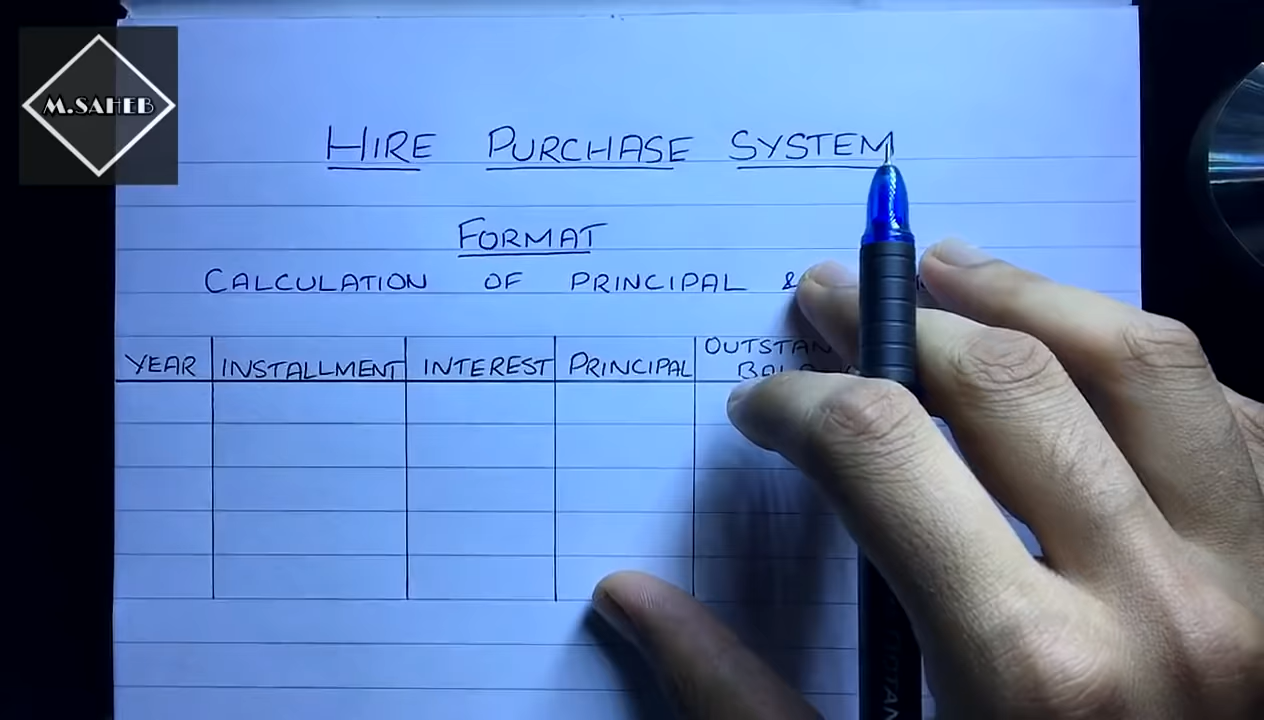 M.SAHEB
HIRE PURCHASE SYSTEM
FORMAT
CALCULATION OF PRINCIPAL &
YEAR INSTALLMENT INTEREST PRINCIPAL